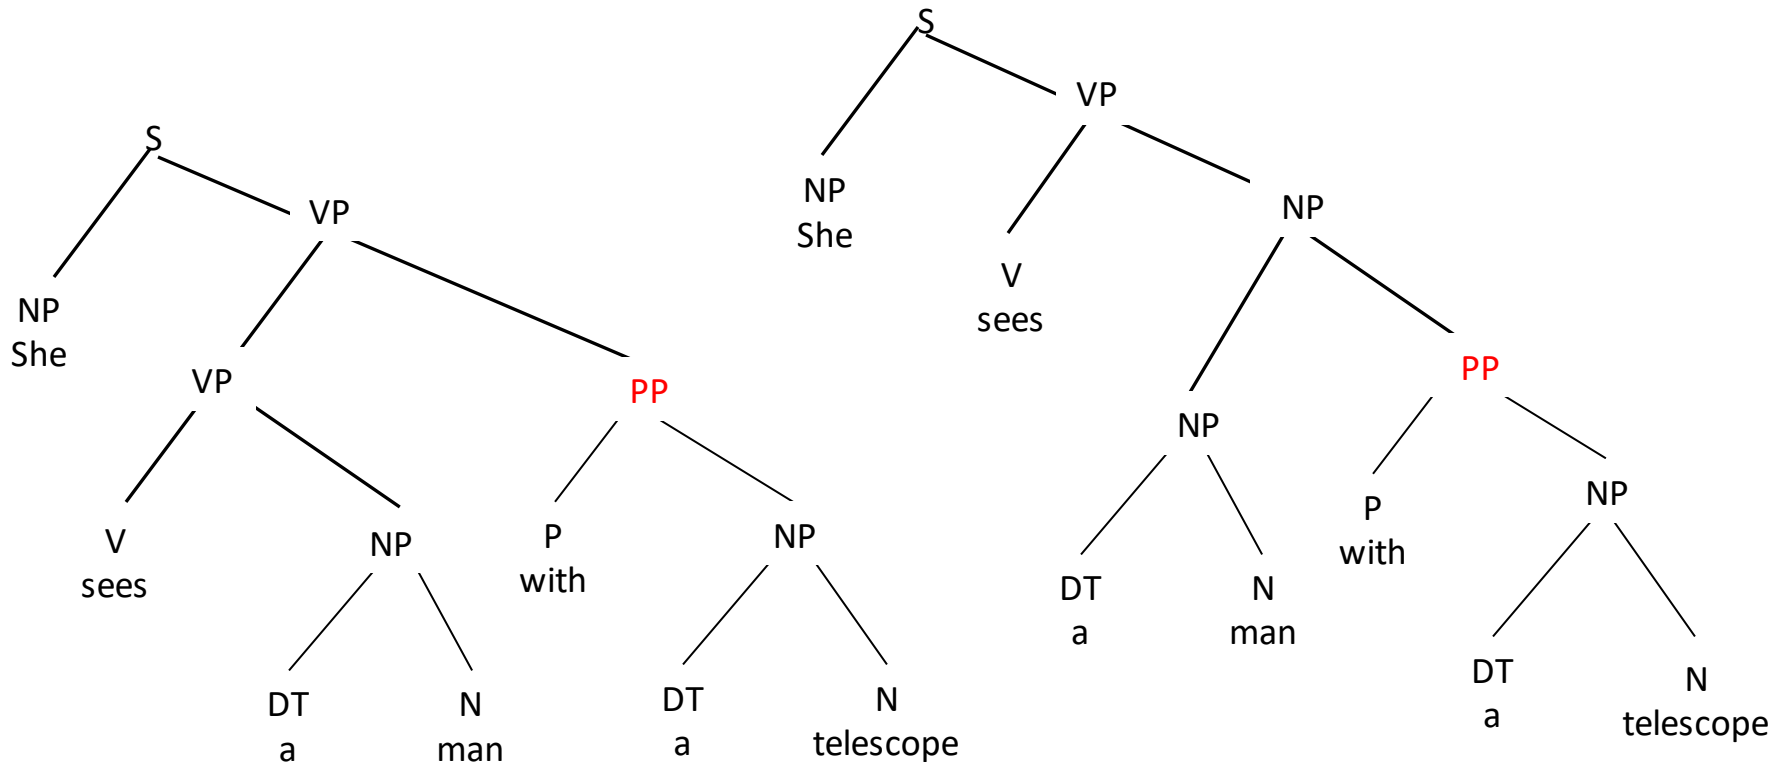 S
VP
NP
She
VP
PP
V
sees
NP
P
with
NP
DT
a
N
man
DT
a
N
telescope
S
VP
NP
She
NP
V
sees
PP
NP
P
with
NP
DT
a
N
man
DT
a
N
telescope